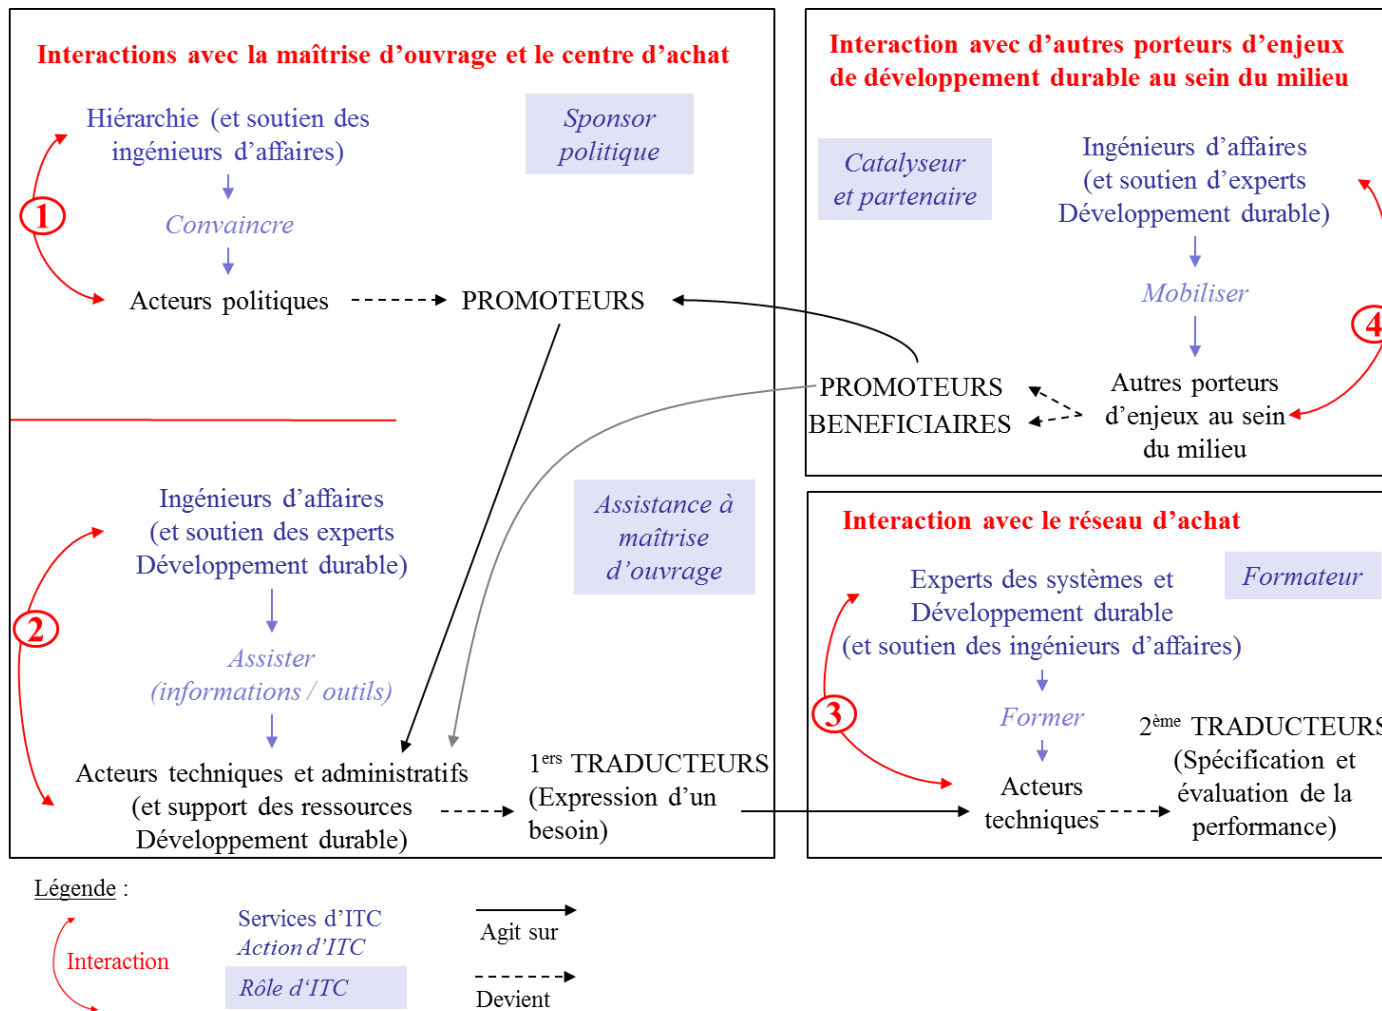 Interactions avec la maîtrise d’ouvrage et le centre d’achat
Hiérarchie (et soutien des
ingénieurs d’affaires)
Sponsor
politique
1
Convaincre
Acteurs politiques
PROMOTEURS
Ingénieurs d’affaires
(et soutien des experts
Développement durable)
Assistance à
maîtrise
d’ouvrage
2
Assister
(informations / outils)
Acteurs techniques et administratifs
(et support des ressources
Développement durable)
1ers TRADUCTEURS
(Expression d’un
besoin)
Interaction avec d’autres porteurs d’enjeux
de développement durable au sein du milieu
Catalyseur
et partenaire
Ingénieurs d’affaires
(et soutien d’experts
Développement durable)
Mobiliser
4
PROMOTEURS
BENEFICIAIRES
Autres porteurs
d’enjeux au sein
du milieu
Interaction avec le réseau d’achat
Experts des systèmes et
Développement durable
(et soutien des ingénieurs d’affaires)
Formateur
3
Former
Acteurs
techniques
2ème TRADUCTEURS
(Spécification et
évaluation de la
performance)
Légende :
Interaction
Services d’ITC
Action d’ITC
Rôle d‘ITC
Agit sur
Devient